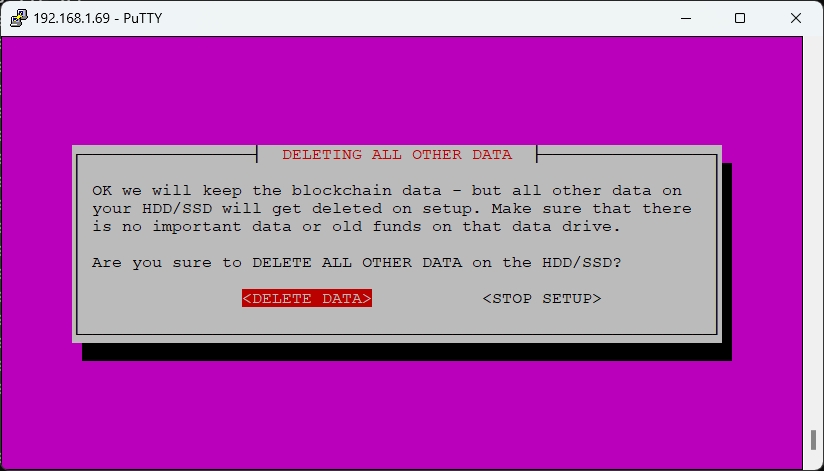 192.168.1.69 - PuTTY
DELETING ALL OTHER DATA
OK we will keep the blockchain data - but all other data on
your HDD/SSD will get deleted on setup. Make sure that there
is no important data or old funds on that data drive.
Are you sure to DELETE ALL OTHER DATA on the HDD/SSD?
<DELETE DATA> <STOP SETUP>